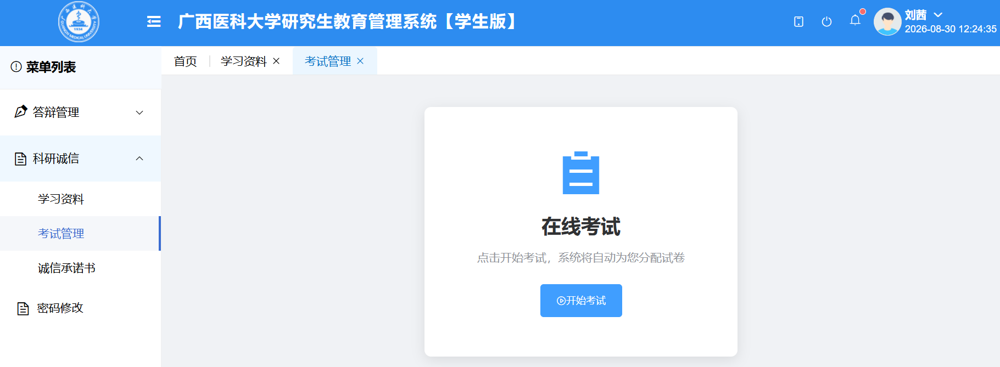 广西医科大学研究生教育管理系统【学生版】
刘茜
2026-08-30 12:24:35
菜单列表
首页
学习资料
考试管理
答辩管理
科研诚信
学习资料
考试管理
诚信承诺书
密码修改
在线考试
点击开始考试，系统将自动为您分配试卷
开始考试